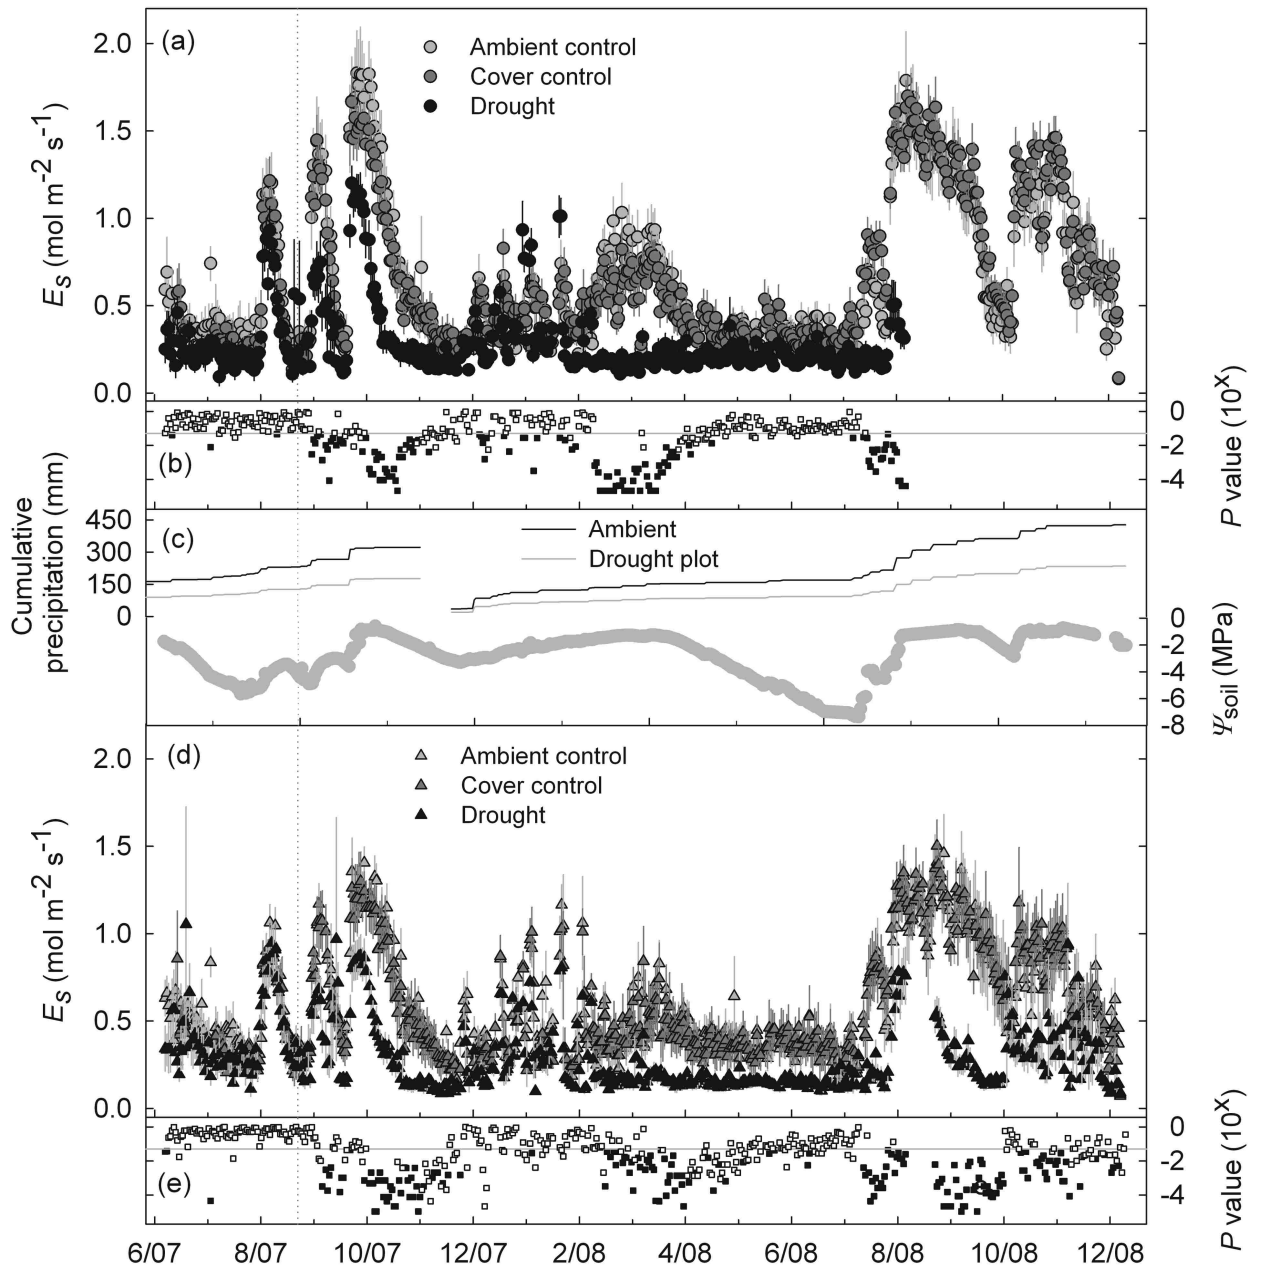 (a)
Ambient control
Cover control
Drought
2.0
1.5
1.0
0.5
0.0
E_S (mol m^-2 s^-1)
(b)
0
-2
-4
P value (10^x)
(c)
Ambient
Drought plot
450
300
150
0
Cumulative
precipitation (mm)
0
-2
-4
-6
-8
Ψ_soil (MPa)
(d)
Ambient control
Cover control
Drought
2.0
1.5
1.0
0.5
0.0
E_S (mol m^-2 s^-1)
(e)
0
-2
-4
P value (10^x)
6/07 8/07 10/07 12/07 2/08 4/08 6/08 8/08 10/08 12/08